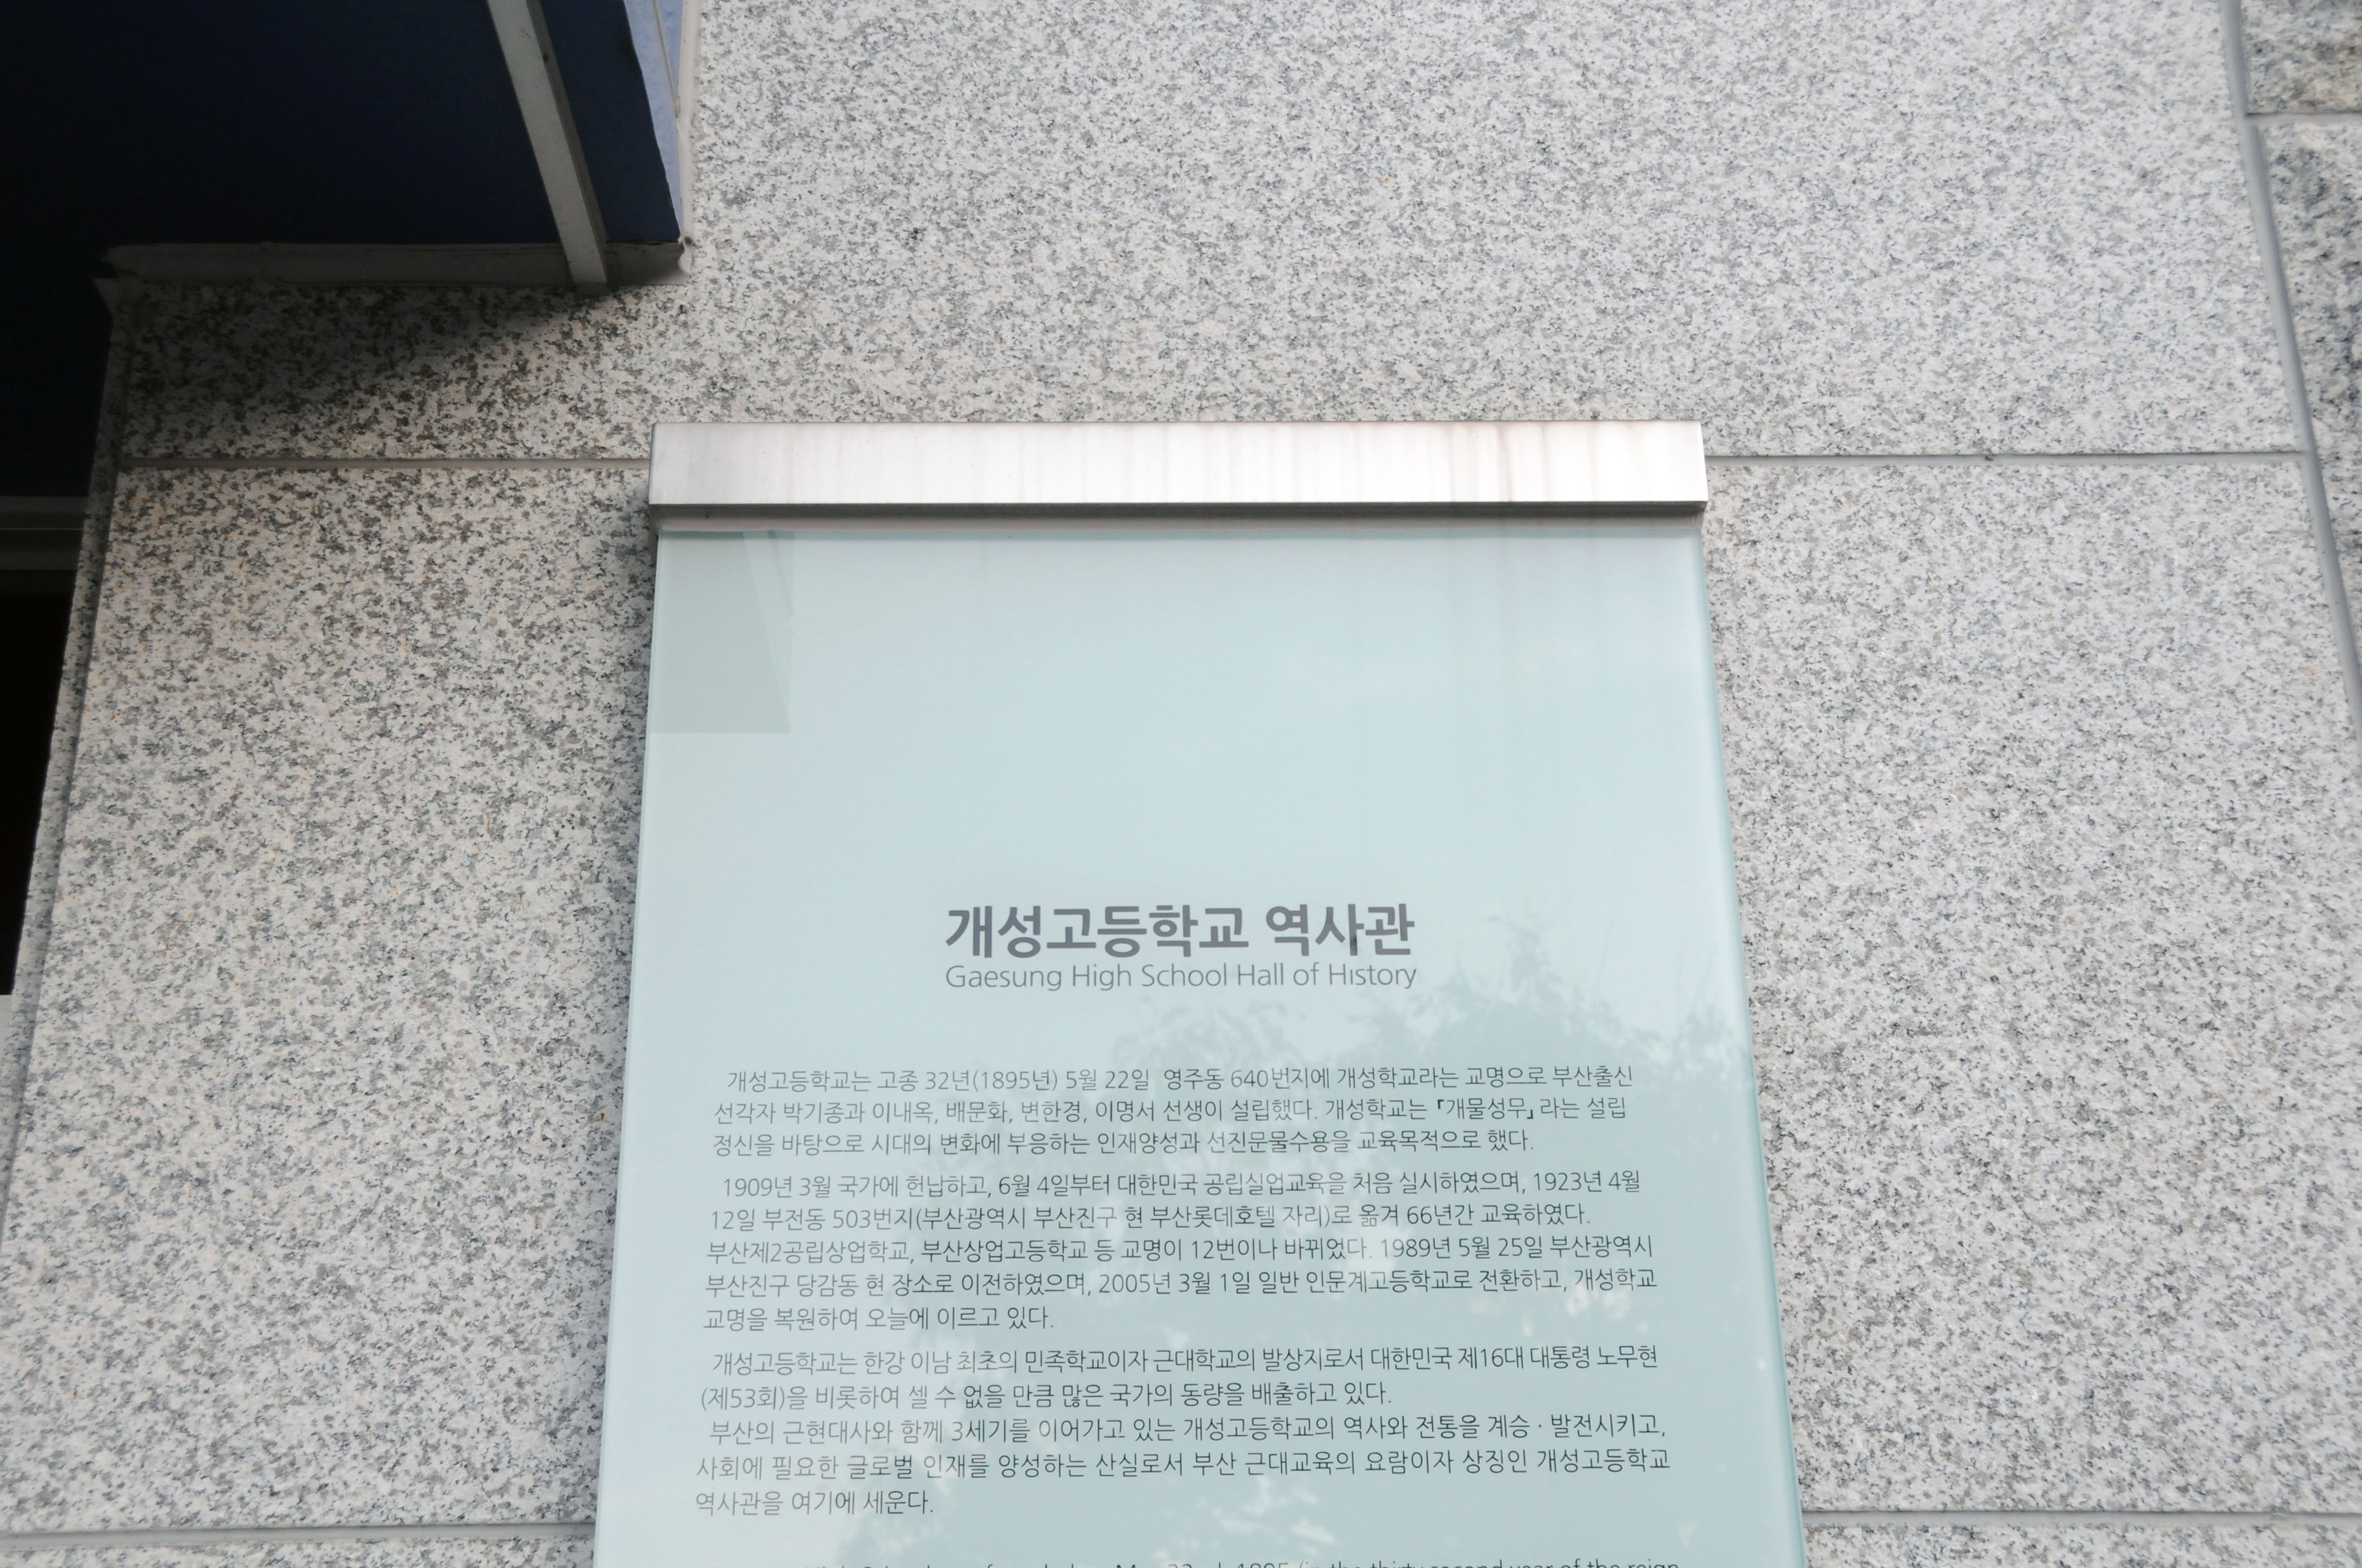 개성고등학교 역사관
Gaesung High School Hall of History
개성고등학교는 고종 32년(1895년) 5월 22일 영주동 640번지에 개성학교라는 교명으로 부산출신
선각자 박기종과 이내옥, 배문화, 변한경, 이명서 선생이 설립했다. 개성학교는 『개물성무』라는 설립
정신을 바탕으로 시대의 변화에 부응하는 인재양성과 선진문물수용을 교육목적으로 했다.
1909년 3월 국가에 헌납하고, 6월 4일부터 대한민국 공립실업교육을 처음 실시하였으며, 1923년 4월
12일 부전동 503번지(부산광역시 부산진구 현 부산롯데호텔 자리)로 옮겨 66년간 교육하였다.
부산제2공립상업학교, 부산상업고등학교 등 교명이 12번이나 바뀌었다. 1989년 5월 25일 부산광역시
부산진구 당감동 현 장소로 이전하였으며, 2005년 3월 1일 일반 인문계고등학교로 전환하고, 개성학교
교명을 복원하여 오늘에 이르고 있다.
개성고등학교는 한강 이남 최초의 민족학교이자 근대학교의 발상지로서 대한민국 제16대 대통령 노무현
(제53회)을 비롯하여 셀 수 없을 만큼 많은 국가의 동량을 배출하고 있다.
부산의 근현대사와 함께 3세기를 이어가고 있는 개성고등학교의 역사와 전통을 계승 · 발전시키고,
사회에 필요한 글로벌 인재를 양성하는 산실로서 부산 근대교육의 요람이자 상징인 개성고등학교
역사관을 여기에 세운다.
1895 (in the thirty second year of the reign